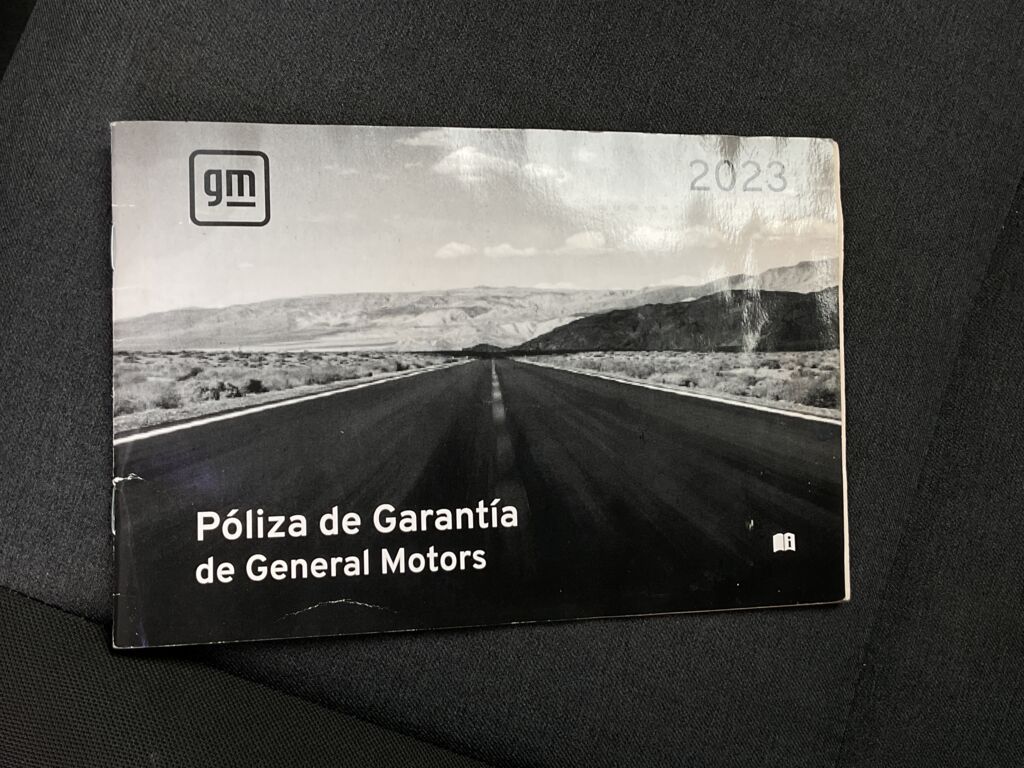 gm
2023
Póliza de Garantía
de General Motors